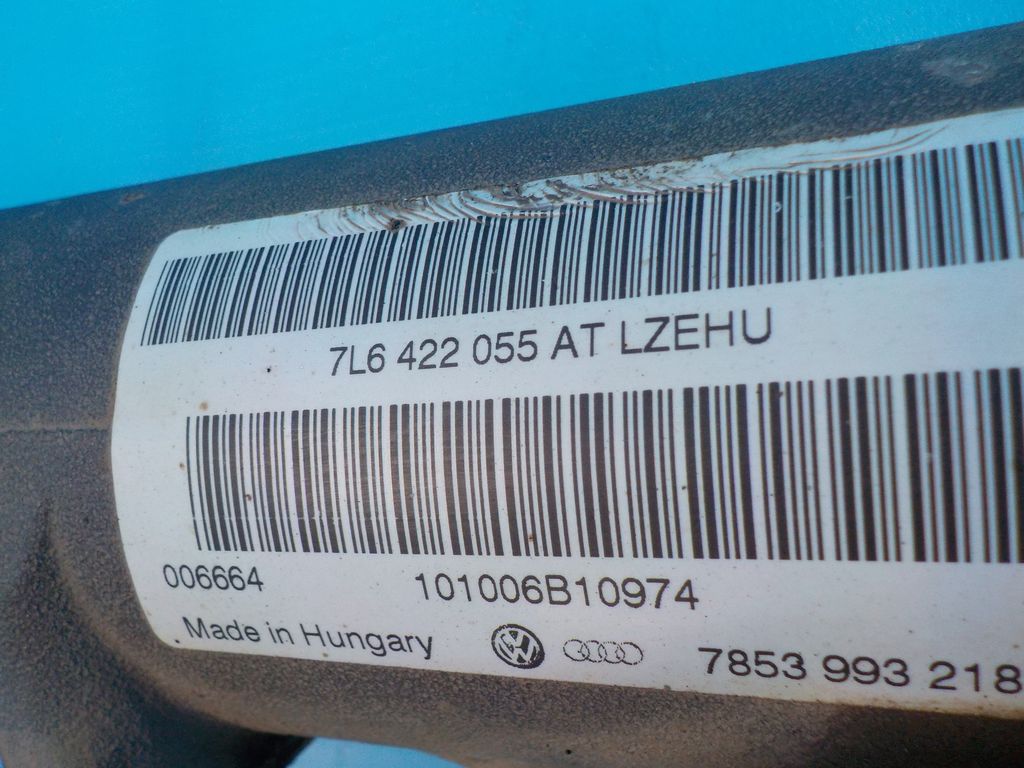 7L6 422 055 AT LZEHU
006664
101006B10974
Made in Hungary
7853 993 218